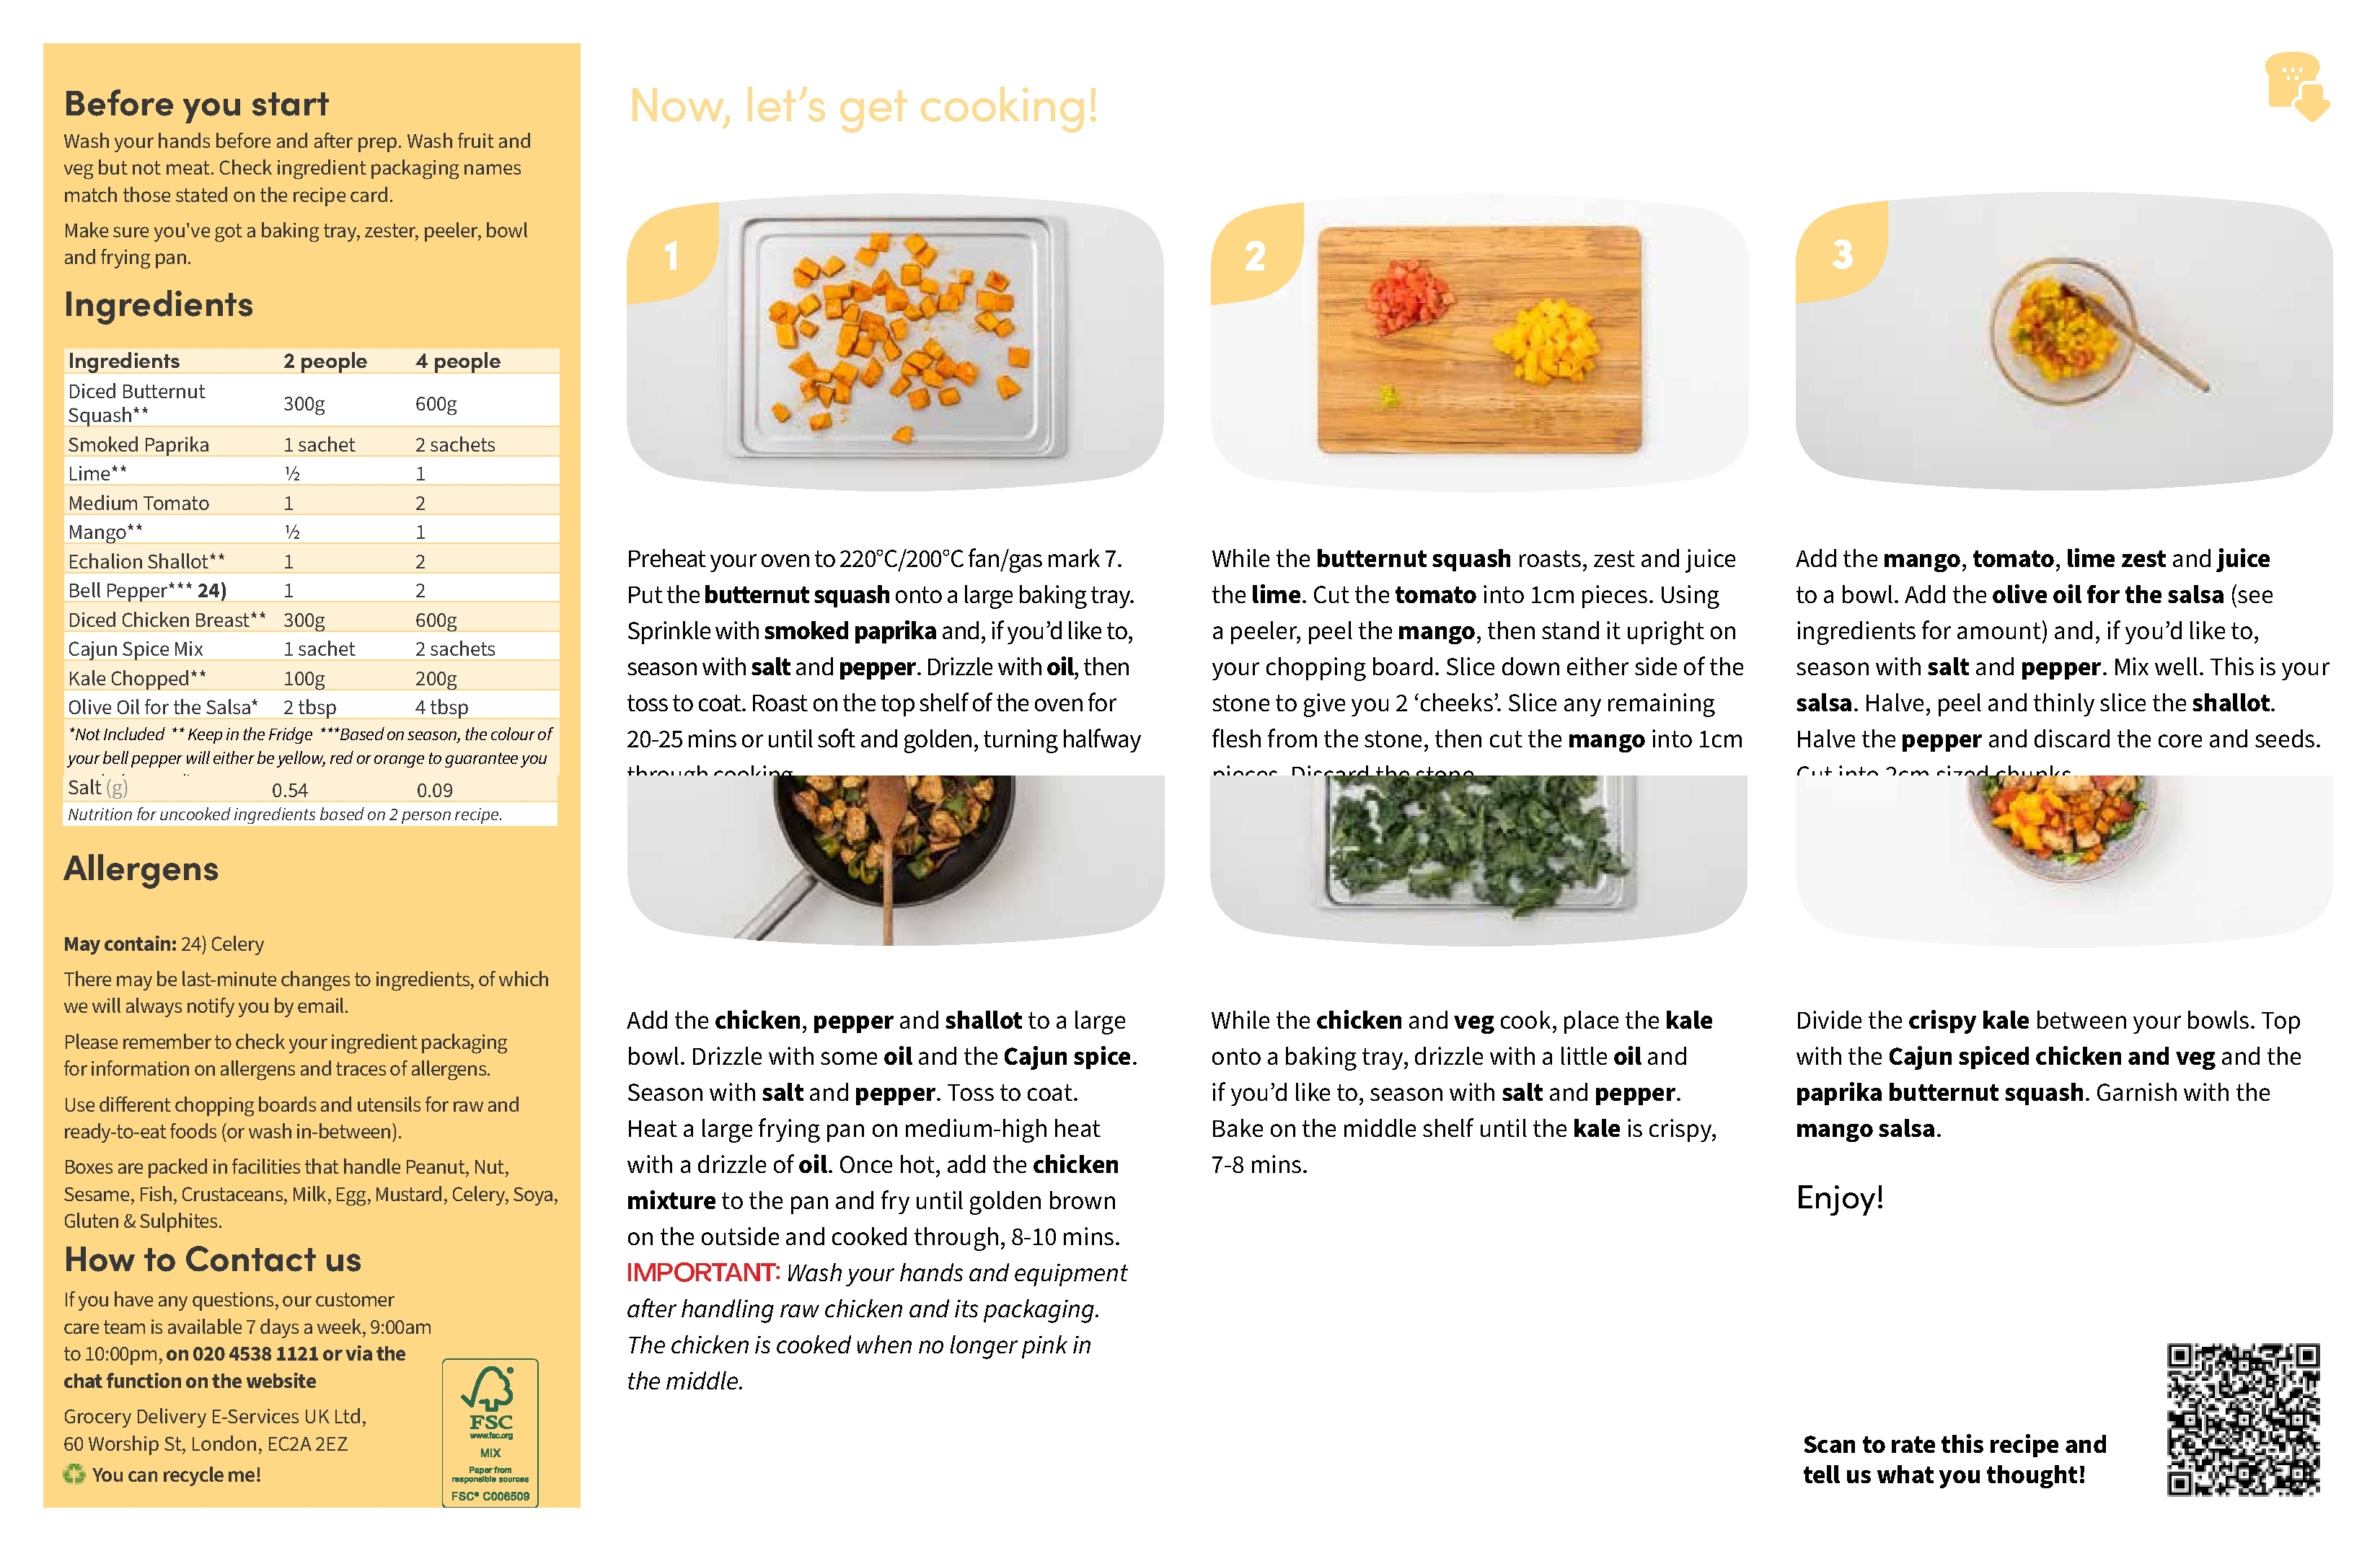 Before you start
Wash your hands before and after prep. Wash fruit and
veg but not meat. Check ingredient packaging names
match those stated on the recipe card.
Make sure you've got a baking tray, zester, peeler, bowl
and frying pan.
Ingredients
Ingredients 2 people 4 people
Diced Butternut
Squash** 300g 600g
Smoked Paprika 1 sachet 2 sachets
Lime** ½ 1
Medium Tomato 1 2
Mango** ½ 1
Echalion Shallot** 1 2
Bell Pepper*** 24) 1 2
Diced Chicken Breast** 300g 600g
Cajun Spice Mix 1 sachet 2 sachets
Kale Chopped** 100g 200g
Olive Oil for the Salsa* 2 tbsp 4 tbsp
*Not Included ** Keep in the Fridge ***Based on season, the colour of
your bell pepper will either be yellow, red or orange to guarantee you
Salt (g) 0.54 0.09
Nutrition for uncooked ingredients based on 2 person recipe.
Allergens
May contain: 24) Celery
There may be last-minute changes to ingredients, of which
we will always notify you by email.
Please remember to check your ingredient packaging
for information on allergens and traces of allergens.
Use different chopping boards and utensils for raw and
ready-to-eat foods (or wash in-between).
Boxes are packed in facilities that handle Peanut, Nut,
Sesame, Fish, Crustaceans, Milk, Egg, Mustard, Celery, Soya,
Gluten & Sulphites.
How to Contact us
If you have any questions, our customer
care team is available 7 days a week, 9:00am
to 10:00pm, on 020 4538 1121 or via the
chat function on the website
Grocery Delivery E-Services UK Ltd,
60 Worship St, London, EC2A 2EZ
You can recycle me!
FSC
www.fsc.org
MIX
Paper from
responsible sources
FSC® C006509
Now, let's get cooking!
1
Preheat your oven to 220°C/200°C fan/gas mark 7.
Put the butternut squash onto a large baking tray.
Sprinkle with smoked paprika and, if you'd like to,
season with salt and pepper. Drizzle with oil, then
toss to coat. Roast on the top shelf of the oven for
20-25 mins or until soft and golden, turning halfway
through cooking.
2
While the butternut squash roasts, zest and juice
the lime. Cut the tomato into 1cm pieces. Using
a peeler, peel the mango, then stand it upright on
your chopping board. Slice down either side of the
stone to give you 2 ‘cheeks’. Slice any remaining
flesh from the stone, then cut the mango into 1cm
pieces. Discard the stone.
3
Add the mango, tomato, lime zest and juice
to a bowl. Add the olive oil for the salsa (see
ingredients for amount) and, if you'd like to,
season with salt and pepper. Mix well. This is your
salsa. Halve, peel and thinly slice the shallot.
Halve the pepper and discard the core and seeds.
Cut into 2cm sized chunks.
Add the chicken, pepper and shallot to a large
bowl. Drizzle with some oil and the Cajun spice.
Season with salt and pepper. Toss to coat.
Heat a large frying pan on medium-high heat
with a drizzle of oil. Once hot, add the chicken
mixture to the pan and fry until golden brown
on the outside and cooked through, 8-10 mins.
IMPORTANT: Wash your hands and equipment
after handling raw chicken and its packaging.
The chicken is cooked when no longer pink in
the middle.
While the chicken and veg cook, place the kale
onto a baking tray, drizzle with a little oil and
if you'd like to, season with salt and pepper.
Bake on the middle shelf until the kale is crispy,
7-8 mins.
Divide the crispy kale between your bowls. Top
with the Cajun spiced chicken and veg and the
paprika butternut squash. Garnish with the
mango salsa.
Enjoy!
Scan to rate this recipe and
tell us what you thought!